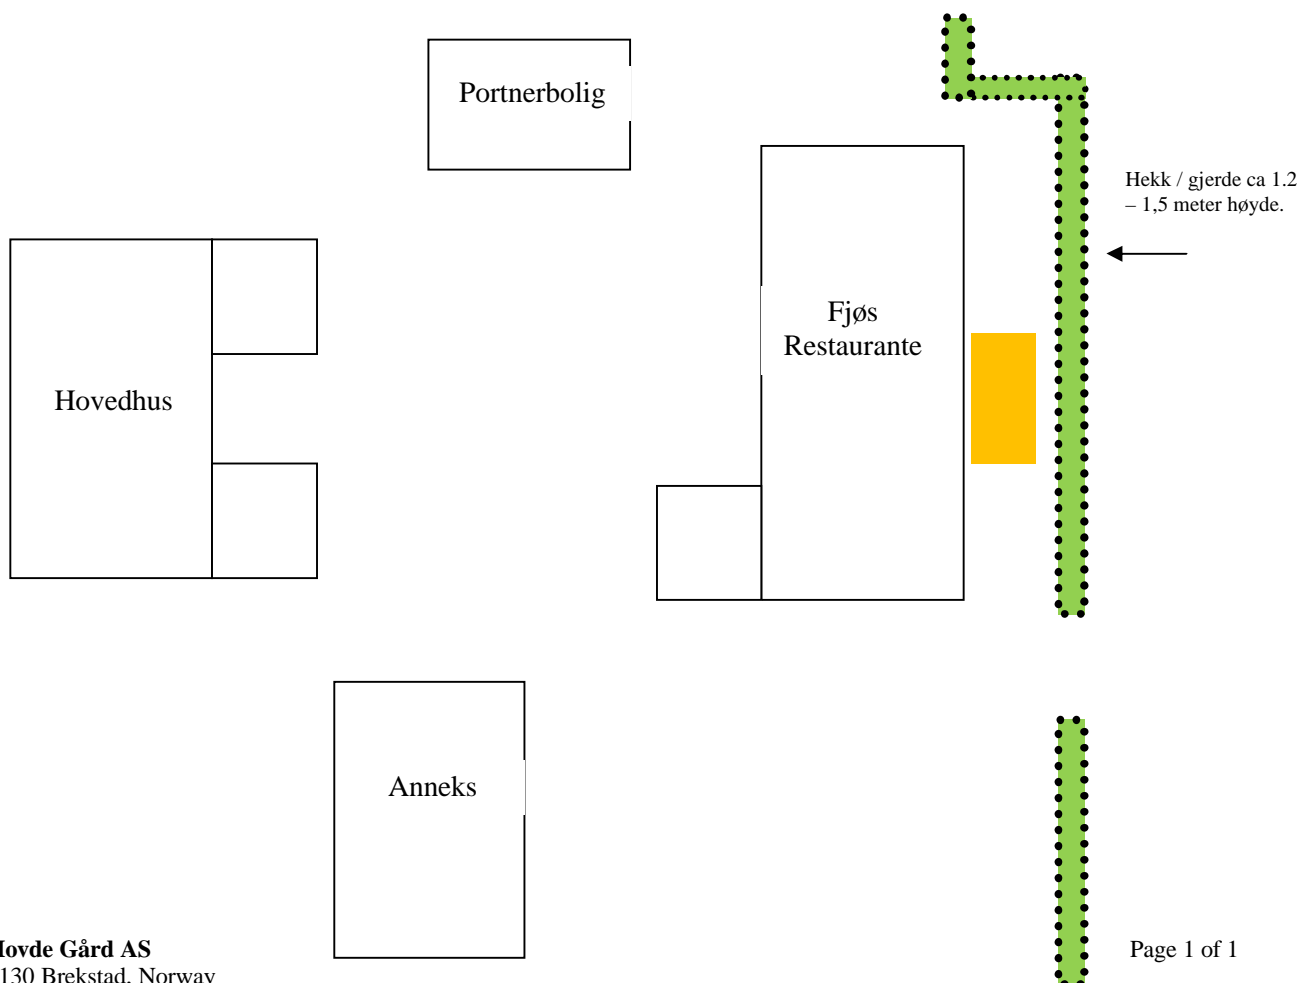 Portnerbolig
Hekk / gjerde ca 1.2
– 1,5 meter høyde.
Fjøs
Restaurante
Hovedhus
Anneks
Gård AS
130 Brekstad, Norway
Page 1 of 1